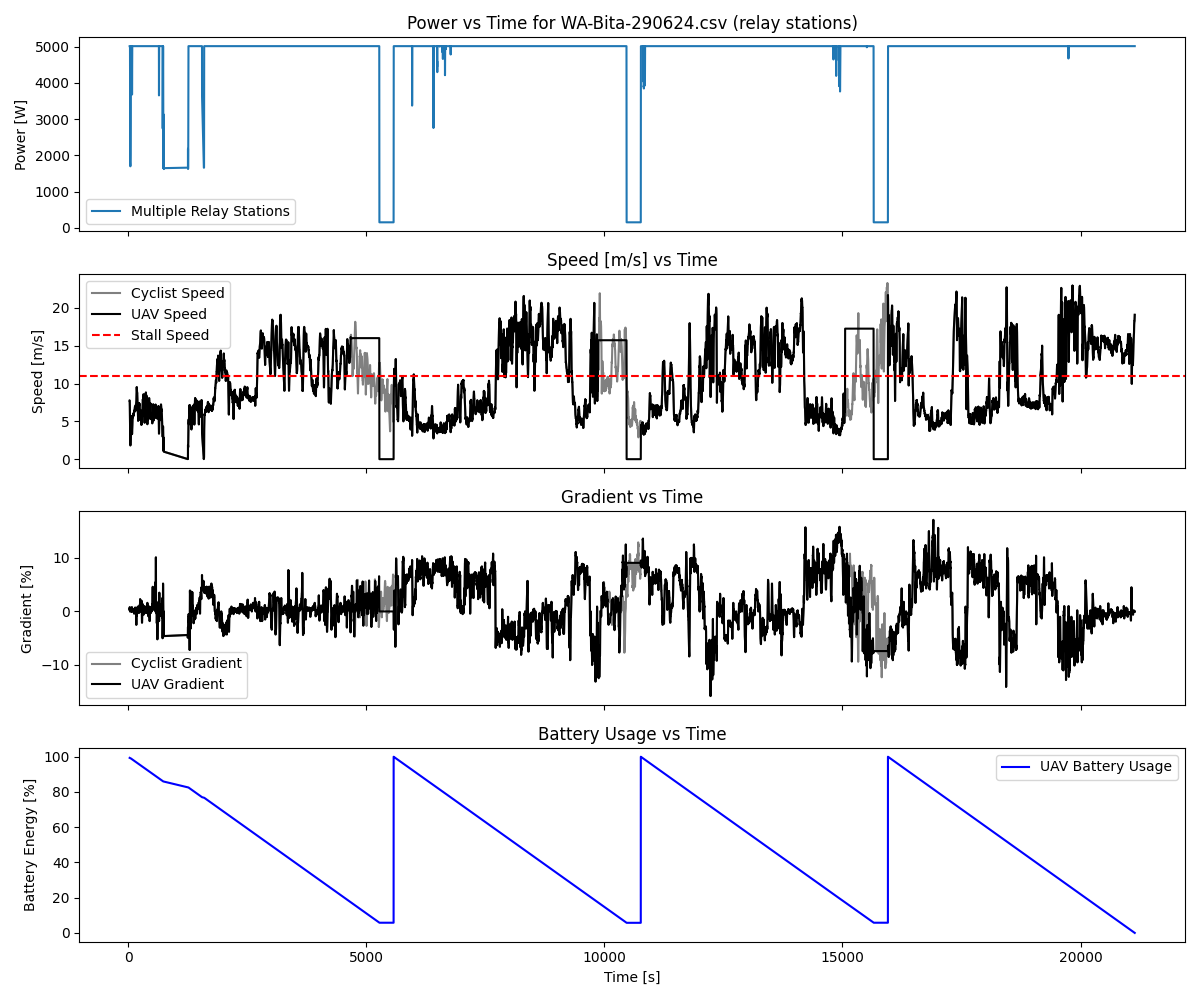 Power vs Time for WA-Bita-290624.csv (relay stations)
5000
4000
3000
2000
1000
0
Power [W]
Multiple Relay Stations
Speed [m/s] vs Time
20
15
10
5
0
Speed [m/s]
Cyclist Speed
UAV Speed
Stall Speed
Gradient vs Time
10
0
−10
Gradient [%]
Cyclist Gradient
UAV Gradient
Battery Usage vs Time
100
80
60
40
20
0
Battery Energy [%]
UAV Battery Usage
0 5000 10000 15000 20000
Time [s]